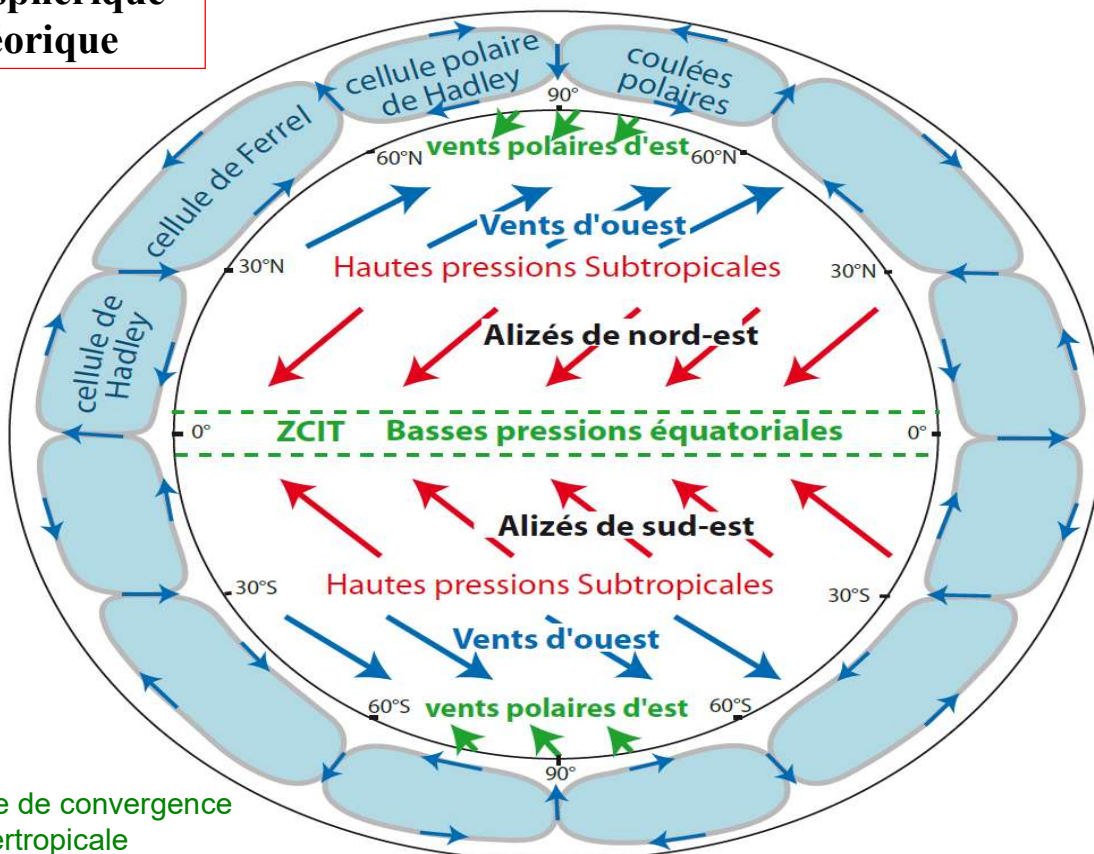 sphérique
éorique
cellule polaire
de Hadley
coulées
polaires
90°
vents polaires d'est
60°N
60°N
cellule de Ferrel
Vents d'ouest
30°N
Hautes pressions Subtropicales
30°N
cellule de
Hadley
Alizés de nord-est
0°
ZCIT
Basses pressions équatoriales
0°
Alizés de sud-est
30°S
Hautes pressions Subtropicales
30°S
Vents d'ouest
60°S
vents polaires d'est
60°S
90°
e de convergence
ertropicale